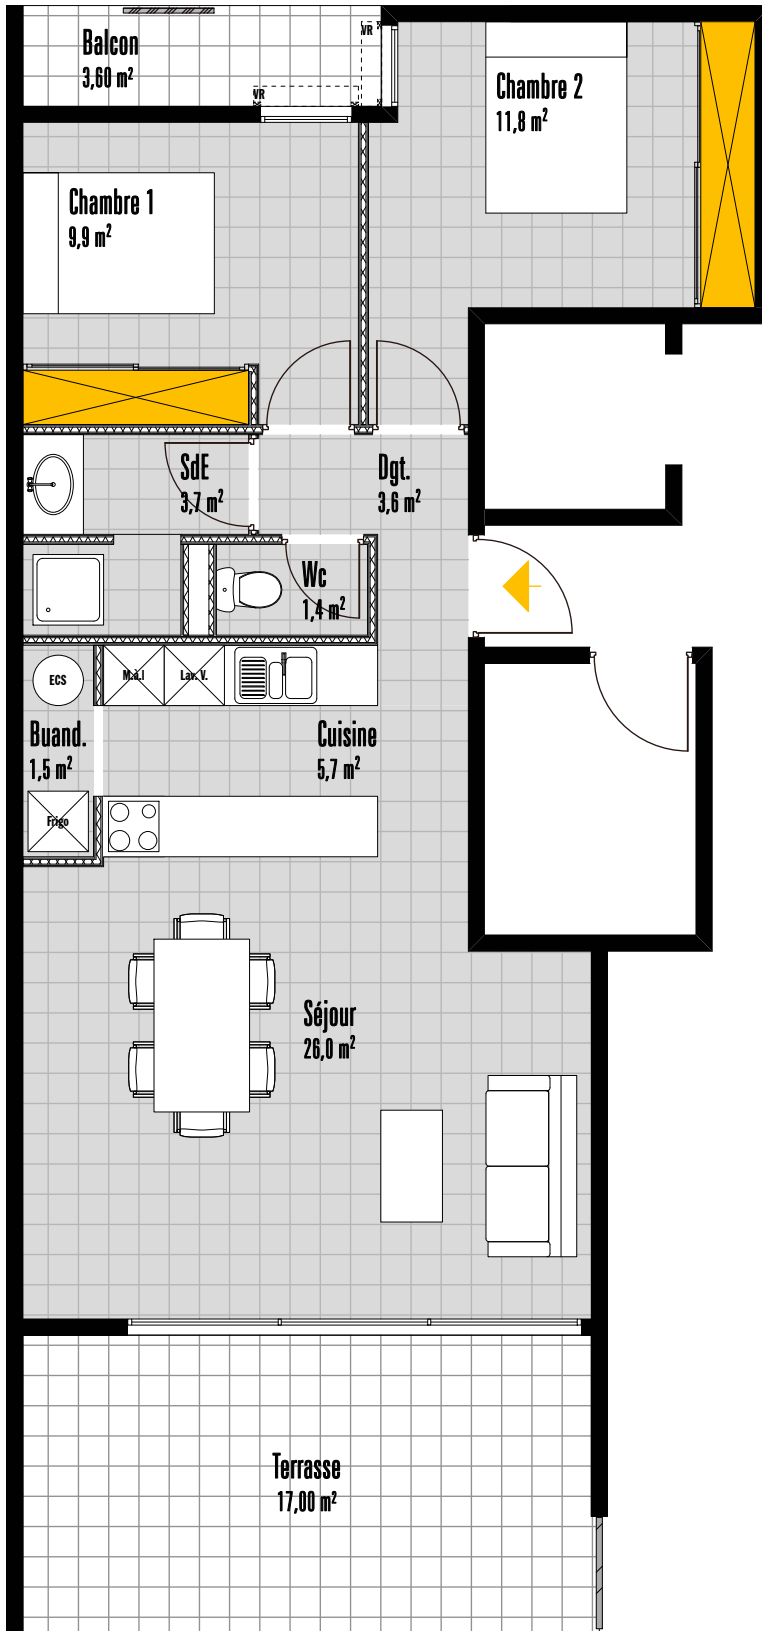 Balcon
3,60 m²
VR
VR
Chambre 2
11,8 m²
Chambre 1
9,9 m²
SdE
3,7 m²
Dgt.
3,6 m²
Wc
1,4 m²
ECS
M.à.l
Lav. V.
Buand.
1,5 m²
Cuisine
5,7 m²
Frigo
Séjour
26,0 m²
Terrasse
17,00 m²